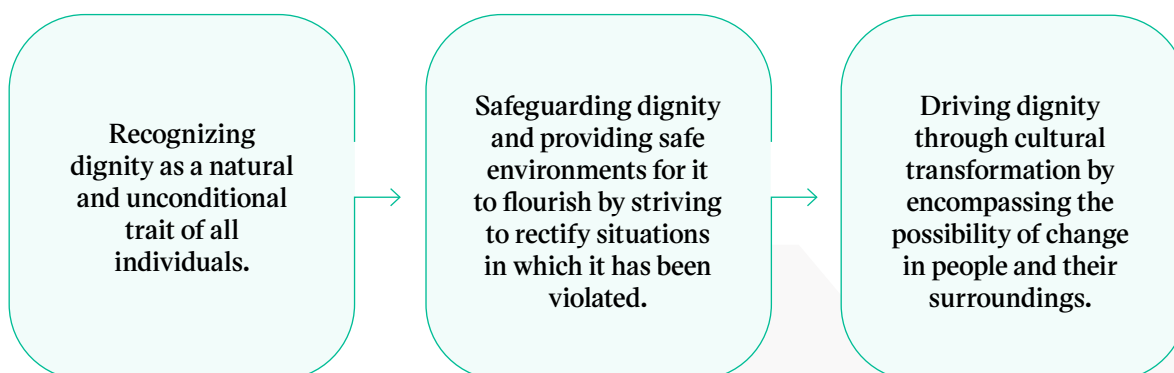 Recognizing
dignity as a natural
and unconditional
trait of all
individuals.
Safeguarding dignity
and providing safe
environments for it
to flourish by striving
to rectify situations
in which it has been
violated.
Driving dignity
through cultural
transformation by
encompassing the
possibility of change
in people and their
surroundings.